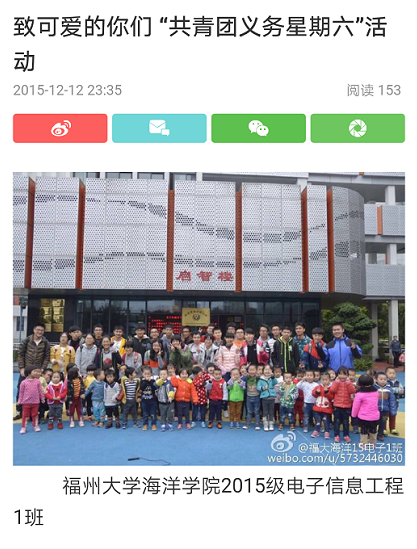 致可爱的你们 “共青团义务星期六”活
动
2015-12-12 23:35
阅读 153
启智楼
@福大海洋15电子1班
weibo.com/u/5732446030
福州大学海洋学院2015级电子信息工程
1班